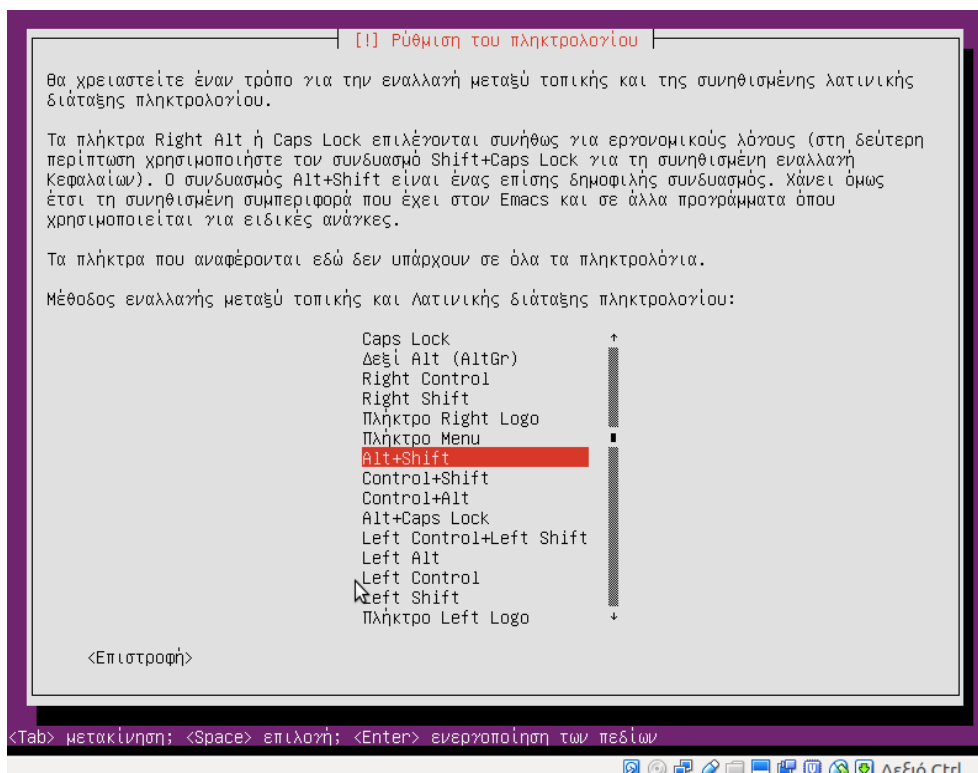 [!] Ρύθμιση του πληκτρολογίου
Θα χρειαστείτε έναν τρόπο για την εναλλαγή μεταξύ τοπικής και της συνηθισμένης λατινικής
διάταξης πληκτρολογίου.
Τα πλήκτρα Right Alt ή Caps Lock επιλέγονται συνήθως για εργονομικούς λόγους (στη δεύτερη
περίπτωση χρησιμοποιήστε τον συνδυασμό Shift+Caps Lock για τη συνηθισμένη εναλλαγή
Κεφαλαίων). Ο συνδυασμός Alt+Shift είναι ένας επίσης δημοφιλής συνδυασμός. Χάνει όμως
έτσι τη συνηθισμένη συμπεριφορά που έχει στον Emacs και σε άλλα προγράμματα όπου
χρησιμοποιείται για ειδικές ανάγκες.
Τα πλήκτρα που αναφέρονται εδώ δεν υπάρχουν σε όλα τα πληκτρολόγια.
Μέθοδος εναλλαγής μεταξύ τοπικής και Λατινικής διάταξης πληκτρολογίου:
Caps Lock
Δεξί Alt (AltGr)
Right Control
Right Shift
Πλήκτρο Right Logo
Πλήκτρο Menu
Alt+Shift
Control+Shift
Control+Alt
Alt+Caps Lock
Left Control+Left Shift
Left Alt
Left Control
Left Shift
Πλήκτρο Left Logo
<Επιστροφή>
<Tab> μετακίνηση; <Space> επιλογή; <Enter> ενεργοποίηση των πεδίων
Δεξιό Ctrl